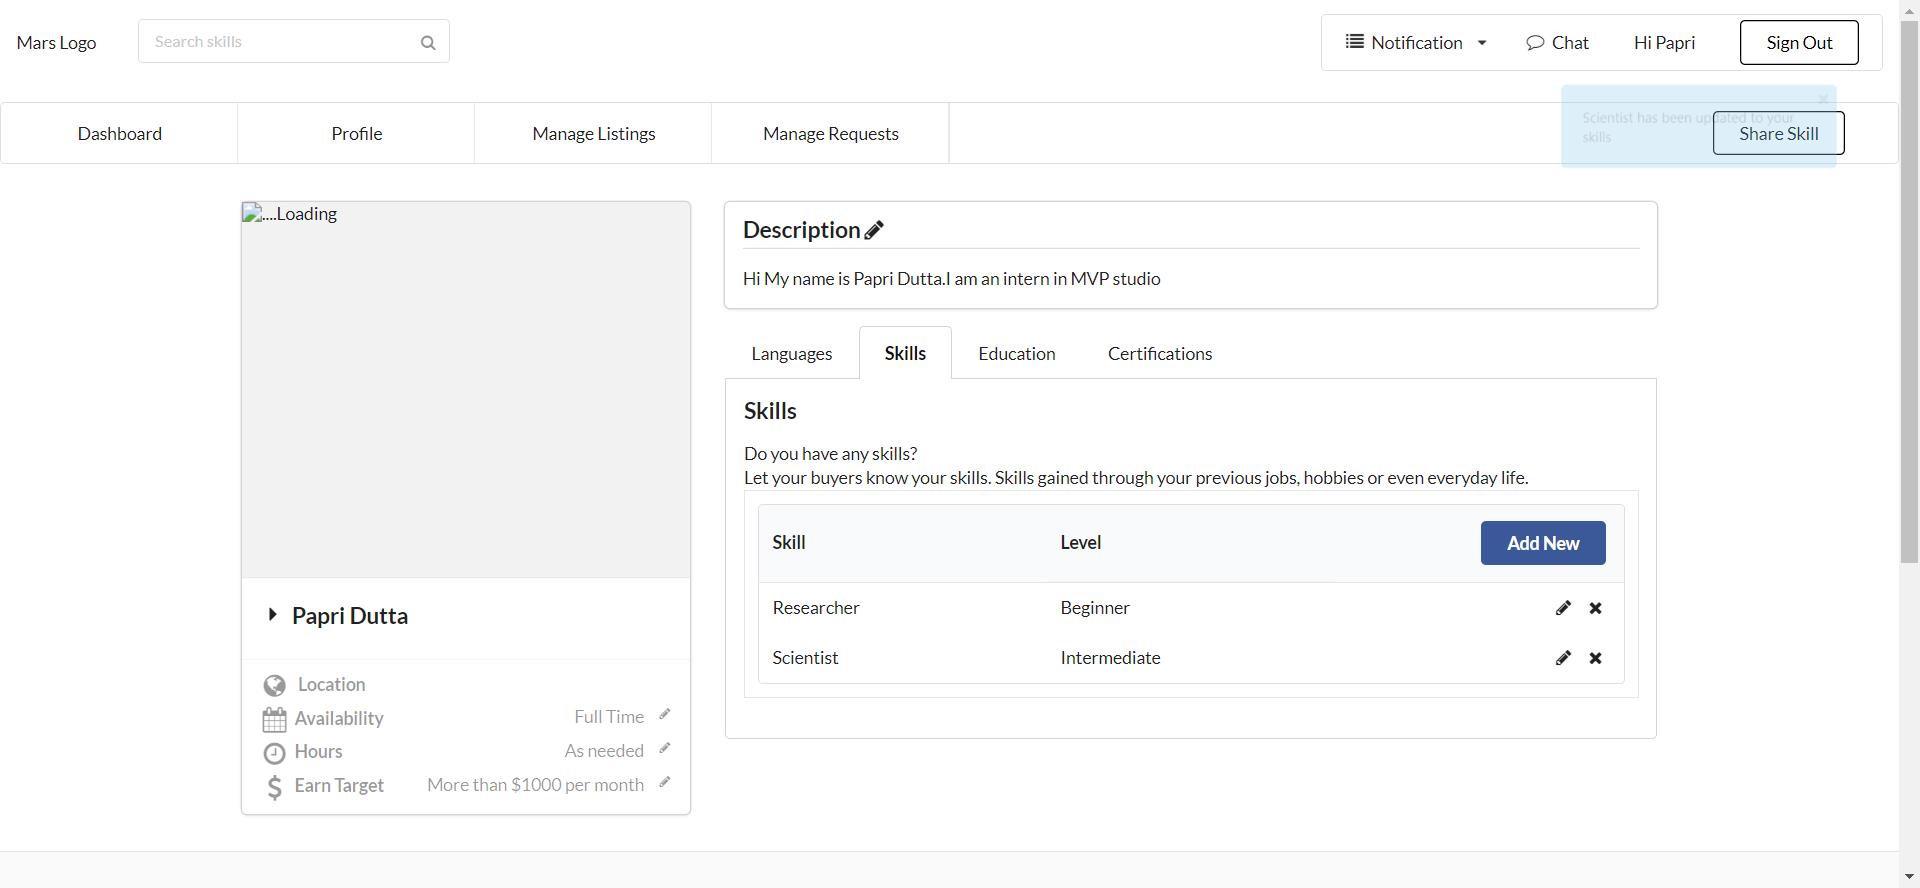 Mars Logo
Search skills
Notification
Chat
Hi Papri
Sign Out
Dashboard
Profile
Manage Listings
Manage Requests
Scientist has been updated to your
skills
Share Skill
....Loading
Papri Dutta
Location
Availability
Full Time
Hours
As needed
Earn Target
More than $1000 per month
Description
Hi My name is Papri Dutta.I am an intern in MVP studio
Languages
Skills
Education
Certifications
Skills
Do you have any skills?
Let your buyers know your skills. Skills gained through your previous jobs, hobbies or even everyday life.
Skill
Level
Add New
Researcher
Beginner
Scientist
Intermediate